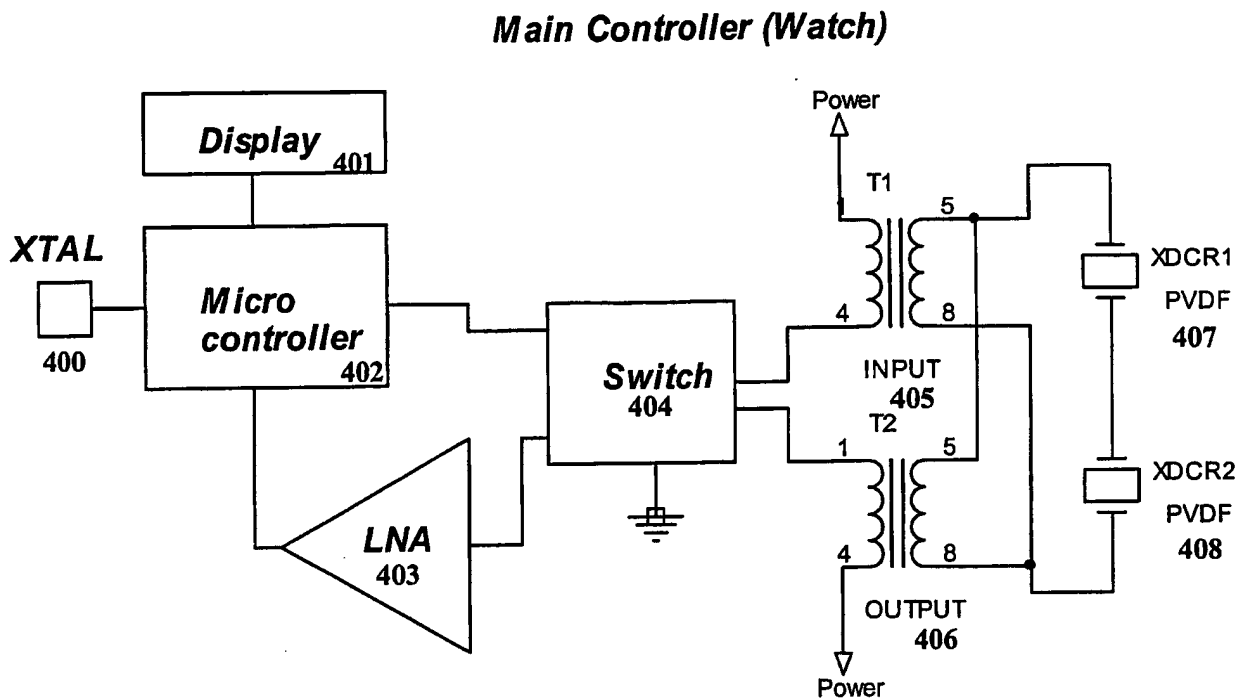 Main Controller (Watch)
Power
Display
401
T1
1
5
XTAL
XDCR1
Micro
controller
402
PVDF
400
4
8
407
Switch
404
INPUT
405
T2
1
5
XDCR2
LNA
403
PVDF
408
4
8
OUTPUT
406
Power